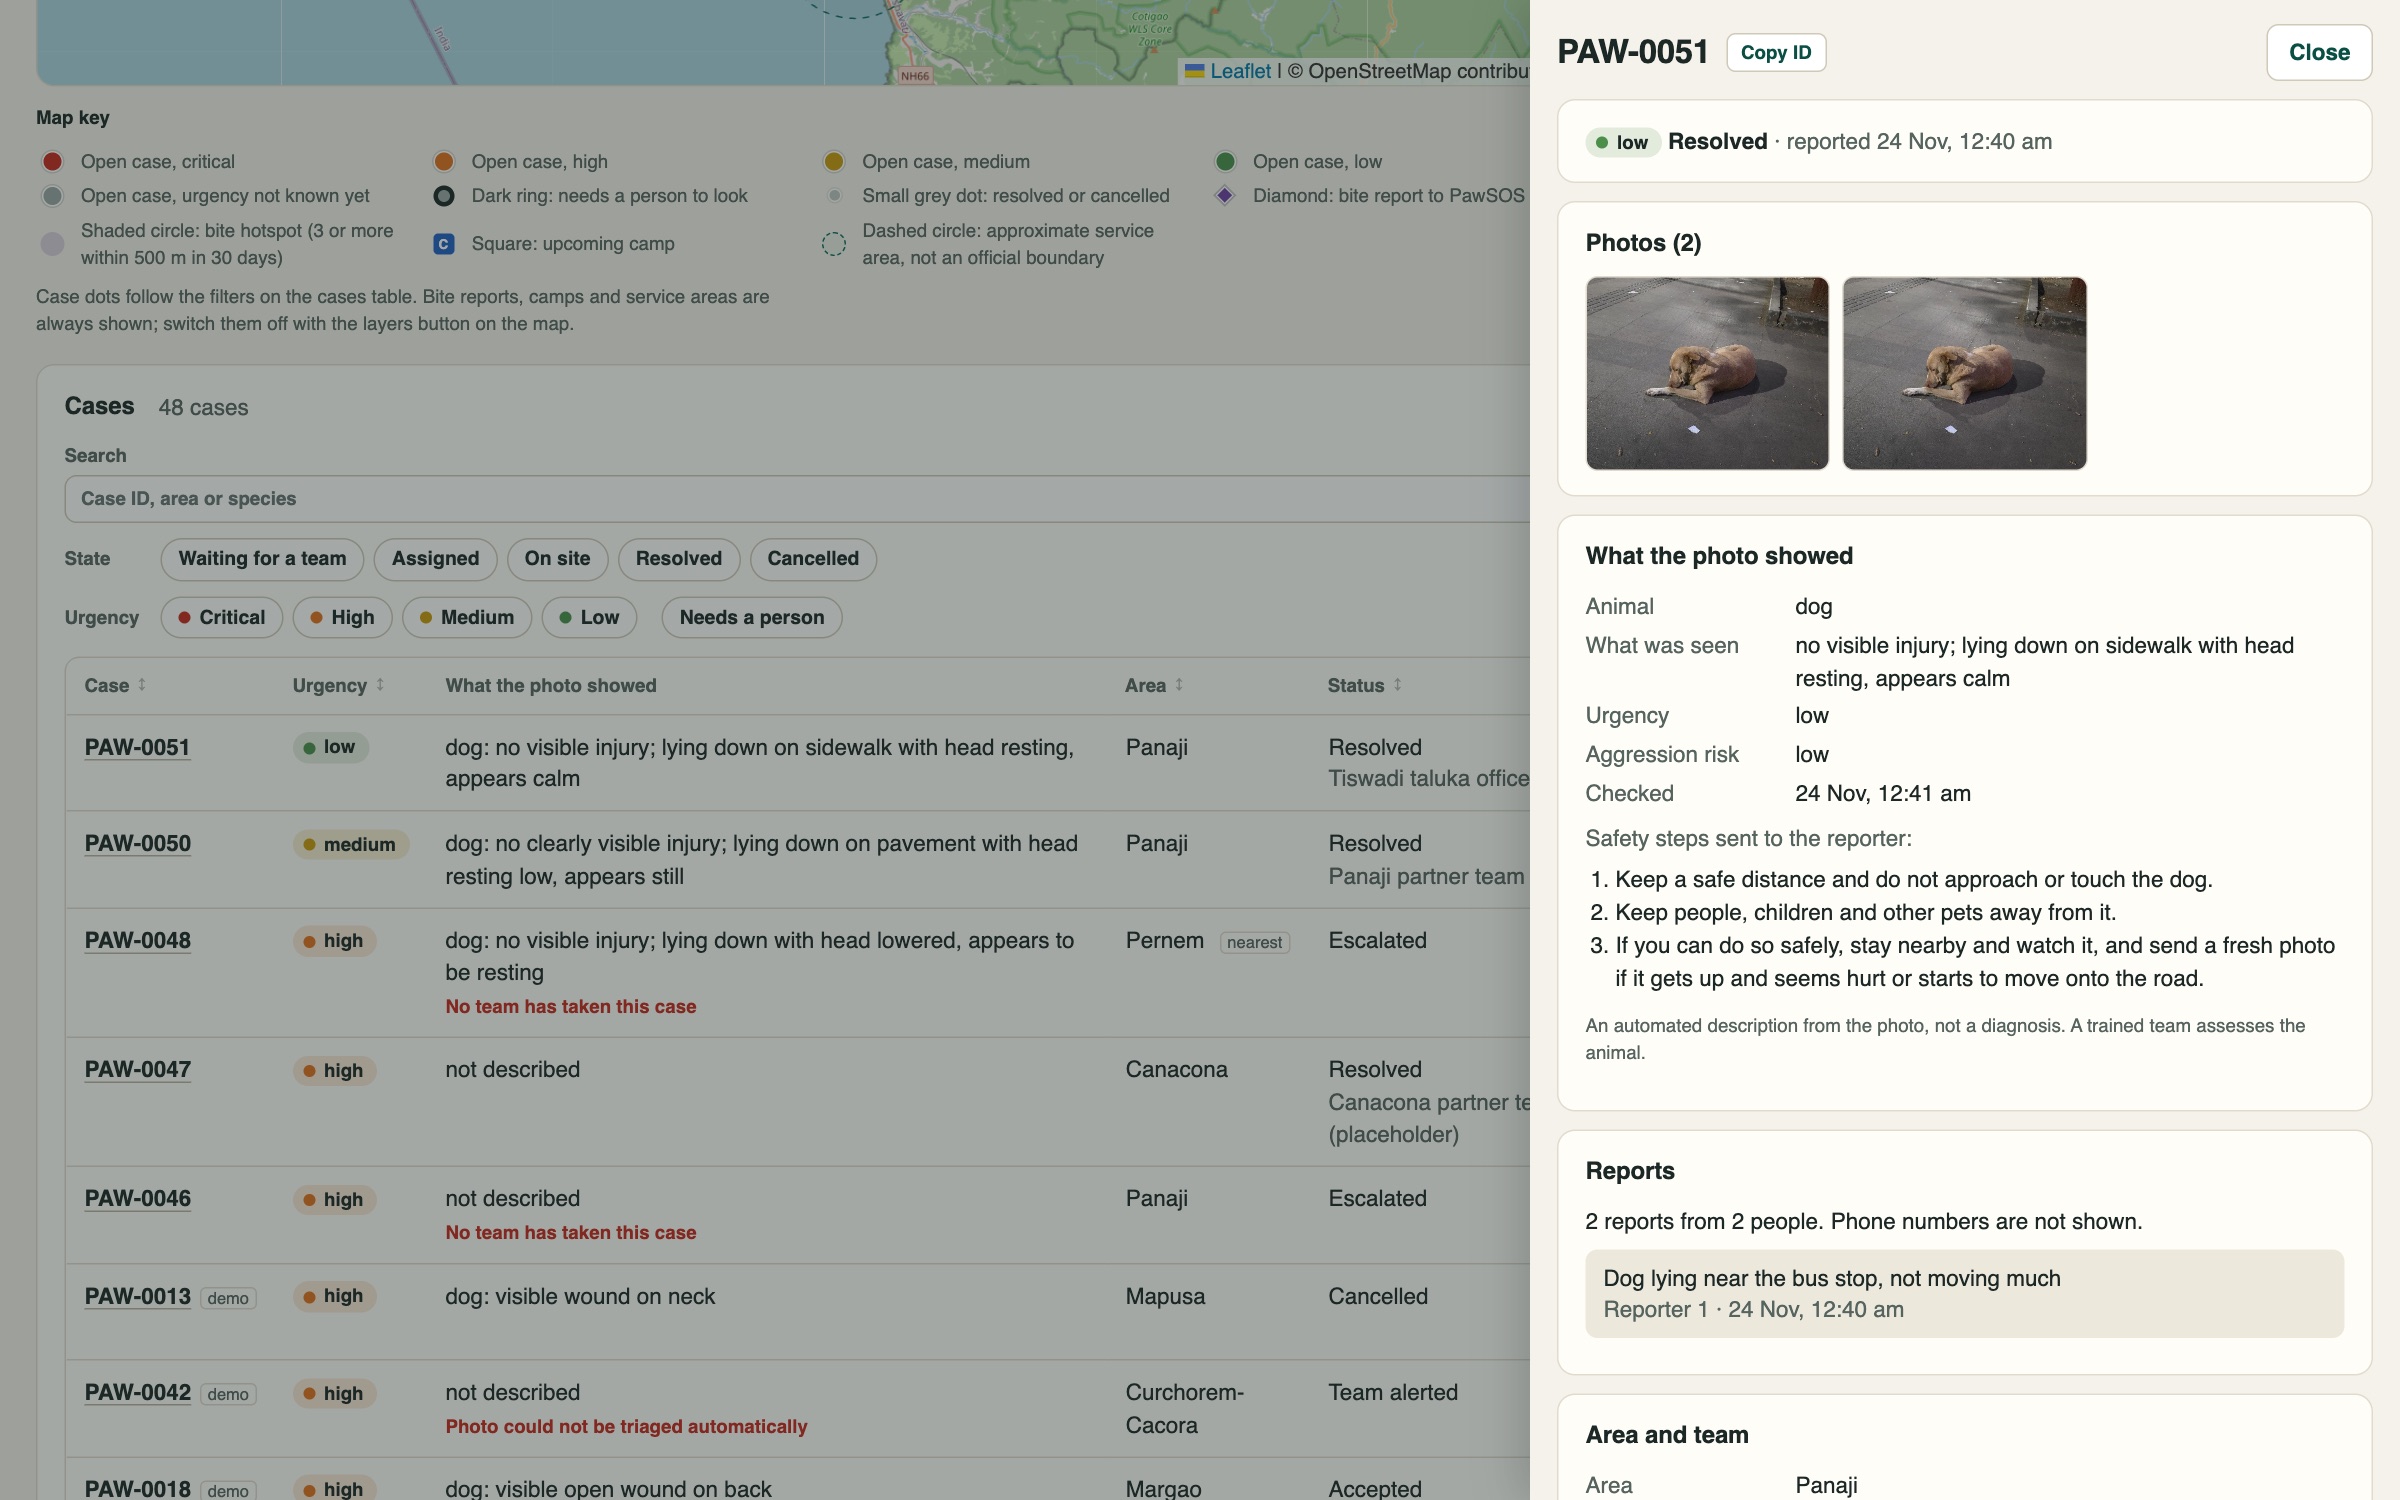 India
NH66
Cotigao
WLS Core
Zone
Leaflet | © OpenStreetMap contribu
Map key
Open case, critical
Open case, high
Open case, medium
Open case, low
Open case, urgency not known yet
Dark ring: needs a person to look
Small grey dot: resolved or cancelled
Diamond: bite report to PawSOS
Shaded circle: bite hotspot (3 or more
within 500 m in 30 days)
C
Square: upcoming camp
Dashed circle: approximate service
area, not an official boundary
Case dots follow the filters on the cases table. Bite reports, camps and service areas are
always shown; switch them off with the layers button on the map.
Cases 48 cases
Search
Case ID, area or species
State Waiting for a team Assigned On site Resolved Cancelled
Urgency Critical High Medium Low Needs a person
Case Urgency What the photo showed Area Status
PAW-0051 low dog: no visible injury; lying down on sidewalk with head resting, Panaji Resolved
appears calm Tiswadi taluka office
PAW-0050 medium dog: no clearly visible injury; lying down on pavement with head Panaji Resolved
resting low, appears still Panaji partner team
PAW-0048 high dog: no visible injury; lying down with head lowered, appears to Pernem nearest Escalated
be resting
No team has taken this case
PAW-0047 high not described Canacona Resolved
Canacona partner te
(placeholder)
PAW-0046 high not described Panaji Escalated
No team has taken this case
PAW-0013 demo high dog: visible wound on neck Mapusa Cancelled
PAW-0042 demo high not described Curchorem- Team alerted
Photo could not be triaged automatically Cacora
PAW-0018 demo high dog: visible open wound on back Margao Accepted
PAW-0051 Copy ID Close
low Resolved · reported 24 Nov, 12:40 am
Photos (2)
What the photo showed
Animal dog
What was seen no visible injury; lying down on sidewalk with head
resting, appears calm
Urgency low
Aggression risk low
Checked 24 Nov, 12:41 am
Safety steps sent to the reporter:
1. Keep a safe distance and do not approach or touch the dog.
2. Keep people, children and other pets away from it.
3. If you can do so safely, stay nearby and watch it, and send a fresh photo
if it gets up and seems hurt or starts to move onto the road.
An automated description from the photo, not a diagnosis. A trained team assesses the
animal.
Reports
2 reports from 2 people. Phone numbers are not shown.
Dog lying near the bus stop, not moving much
Reporter 1 · 24 Nov, 12:40 am
Area and team
Area Panaji